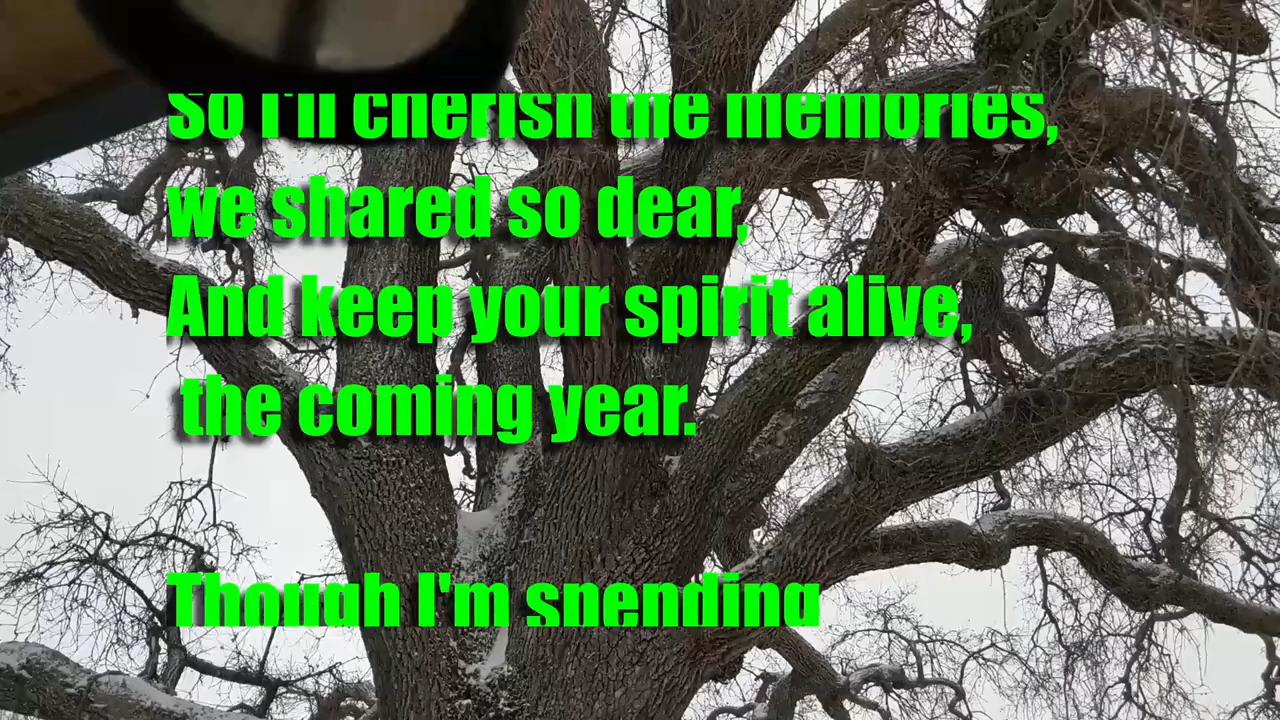 So I'll cherish the memories,
we shared so dear,
And keep your spirit alive,
the coming year.
Though I'm spending